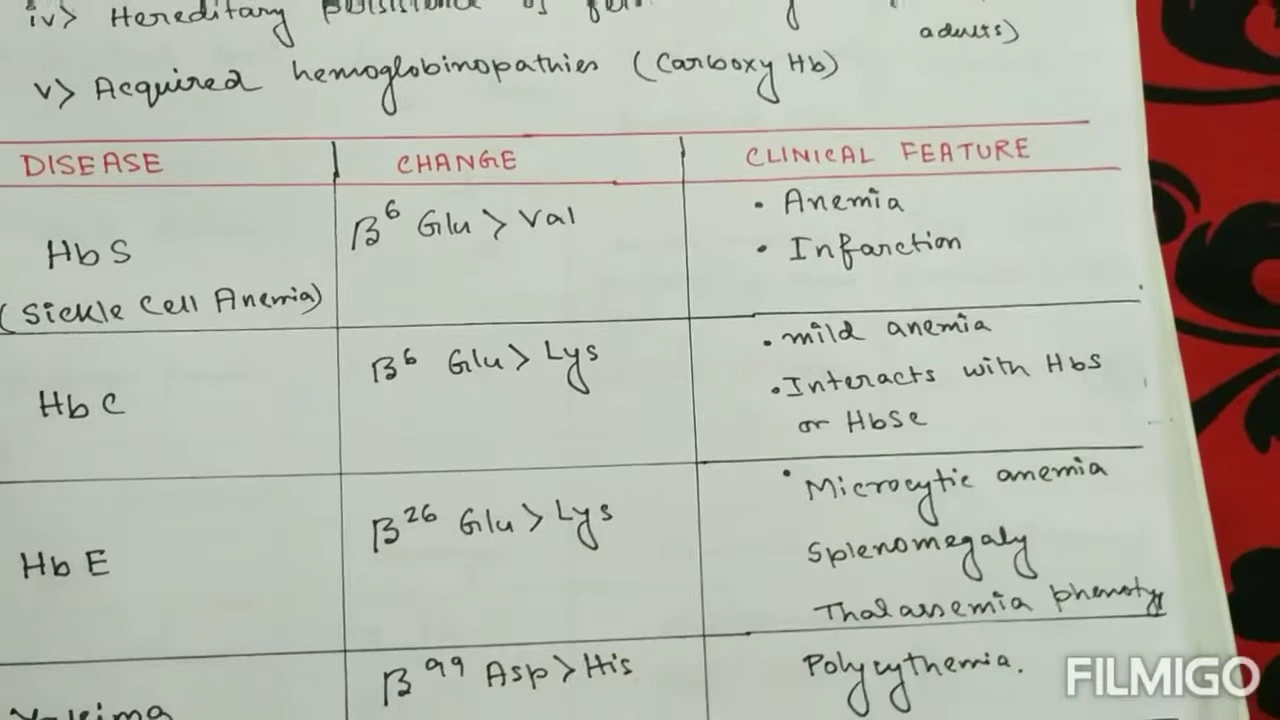 iv> Hereditary
adults)
v> Acquired hemoglobinopathies (Carboxy Hb)
DISEASE CHANGE CLINICAL FEATURE
HbS
(Sickle Cell Anemia)
β6 Glu > Val
• Anemia
• Infarction
HbC
β6 Glu > Lys
• mild anemia
• Interacts with HbS
or HbSc
HbE
β26 Glu > Lys
• Microcytic anemia
Splenomegaly
Thalassemia phenoty
β99 Asp > His
Polycythemia.
FILMIGO